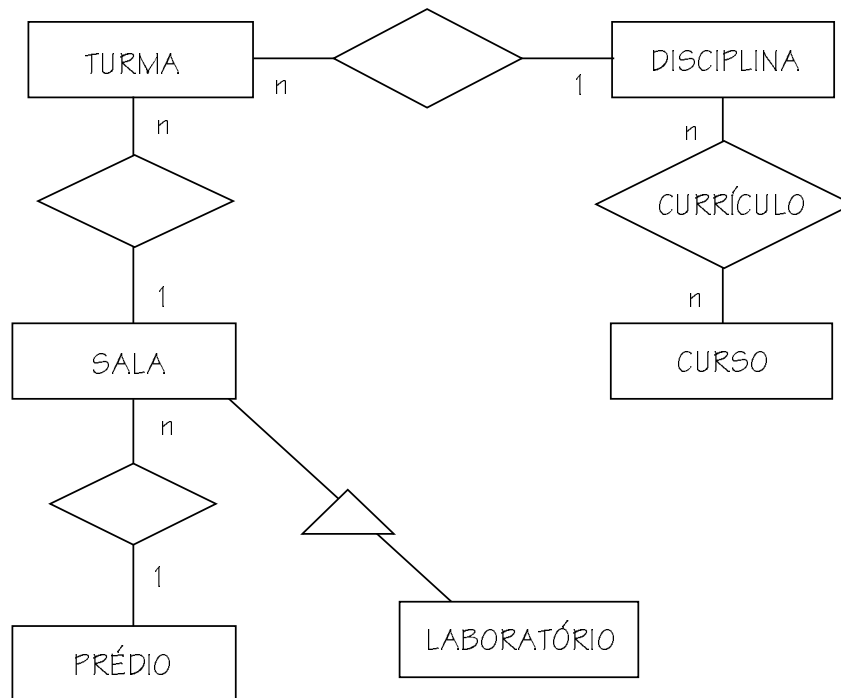 TURMA
n
1
DISCIPLINA
n
n
CURRÍCULO
1
n
SALA
CURSO
n
1
LABORATÓRIO
PRÉDIO